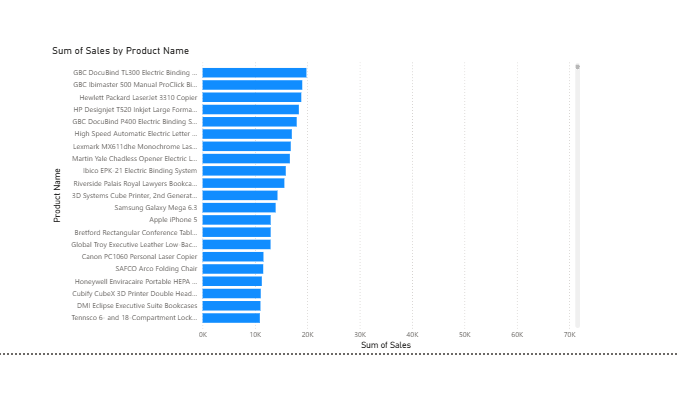 Sum of Sales by Product Name
Product Name
GBC DocuBind TL300 Electric Binding ...
GBC Ibimaster 500 Manual ProClick Bi...
Hewlett Packard LaserJet 3310 Copier
HP Designjet T520 Inkjet Large Forma...
GBC DocuBind P400 Electric Binding S...
High Speed Automatic Electric Letter ...
Lexmark MX611dhe Monochrome Las...
Martin Yale Chadless Opener Electric L...
Ibico EPK-21 Electric Binding System
Riverside Palais Royal Lawyers Bookca...
3D Systems Cube Printer, 2nd Generat...
Samsung Galaxy Mega 6.3
Apple iPhone 5
Bretford Rectangular Conference Tabl...
Global Troy Executive Leather Low-Bac...
Canon PC1060 Personal Laser Copier
SAFCO Arco Folding Chair
Honeywell Enviracaire Portable HEPA ...
Cubify CubeX 3D Printer Double Head...
DMI Eclipse Executive Suite Bookcases
Tennsco 6- and 18-Compartment Lock...
0K 10K 20K 30K 40K 50K 60K 70K
Sum of Sales